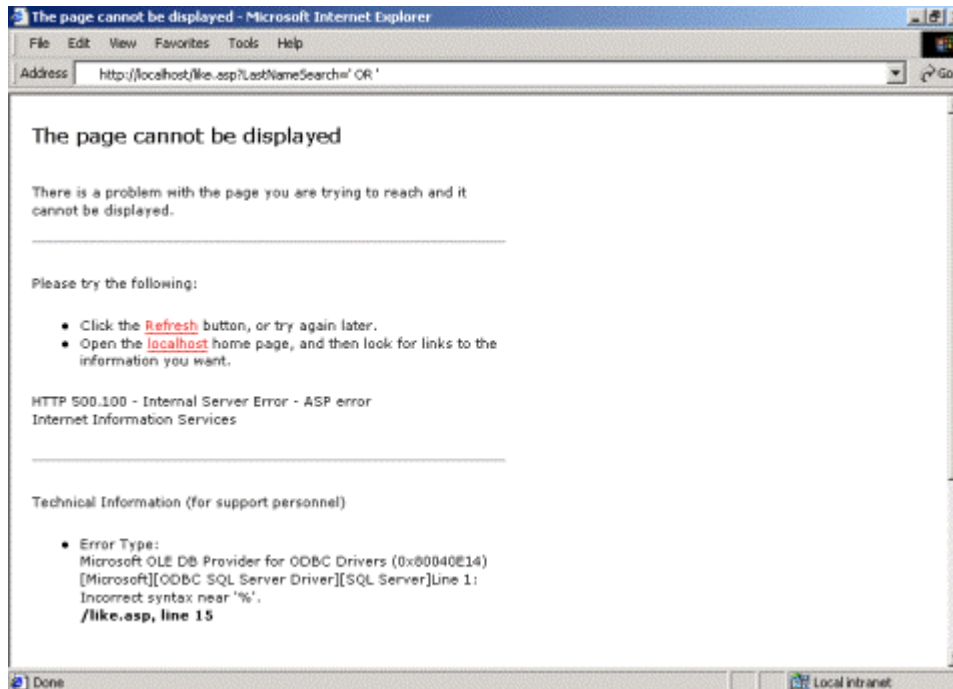 The page cannot be displayed - Microsoft Internet Explorer
File Edit View Favorites Tools Help
Address http://localhost/like.asp?LastNameSearch=' OR ' Go
The page cannot be displayed
There is a problem with the page you are trying to reach and it
cannot be displayed.
Please try the following:
• Click the Refresh button, or try again later.
• Open the localhost home page, and then look for links to the
information you want.
HTTP 500.100 - Internal Server Error - ASP error
Internet Information Services
Technical Information (for support personnel)
• Error Type:
Microsoft OLE DB Provider for ODBC Drivers (0x80040E14)
[Microsoft][ODBC SQL Server Driver][SQL Server]Line 1:
Incorrect syntax near '%'.
/like.asp, line 15
Done Local intranet